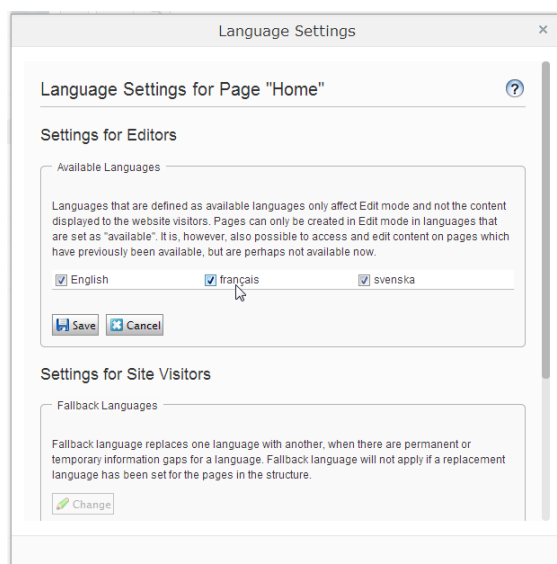 Language Settings
Language Settings for Page "Home"
Settings for Editors
Available Languages
Languages that are defined as available languages only affect Edit mode and not the content
displayed to the website visitors. Pages can only be created in Edit mode in languages that
are set as "available". It is, however, also possible to access and edit content on pages which
have previously been available, but are perhaps not available now.
English français svenska
Save Cancel
Settings for Site Visitors
Fallback Languages
Fallback language replaces one language with another, when there are permanent or
temporary information gaps for a language. Fallback language will not apply if a replacement
language has been set for the pages in the structure.
Change